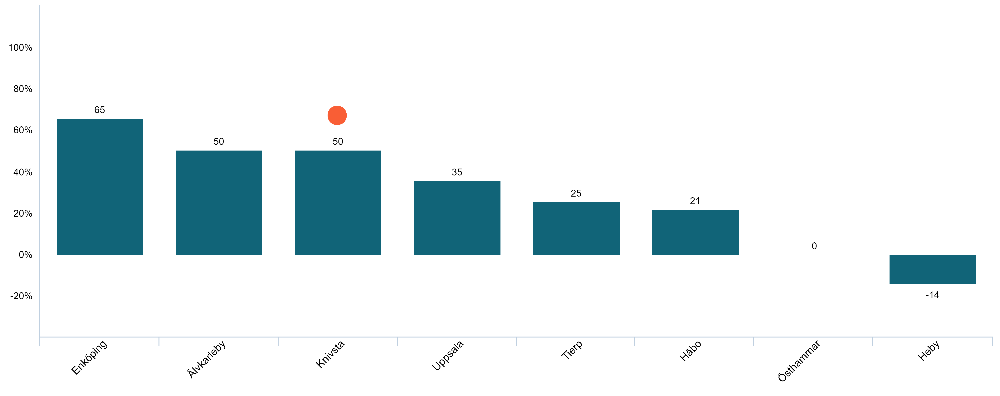 100%
80%
60%
40%
20%
0%
-20%
65
50
50
35
25
21
0
-14
Enköping
Älvkarleby
Knivsta
Uppsala
Tierp
Håbo
Östhammar
Heby